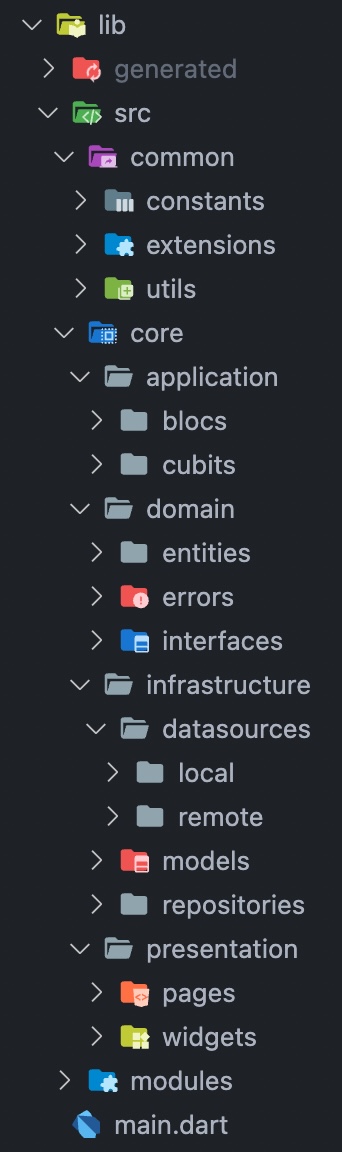 lib
generated
src
common
constants
extensions
utils
core
application
blocs
cubits
domain
entities
errors
interfaces
infrastructure
datasources
local
remote
models
repositories
presentation
pages
widgets
modules
main.dart